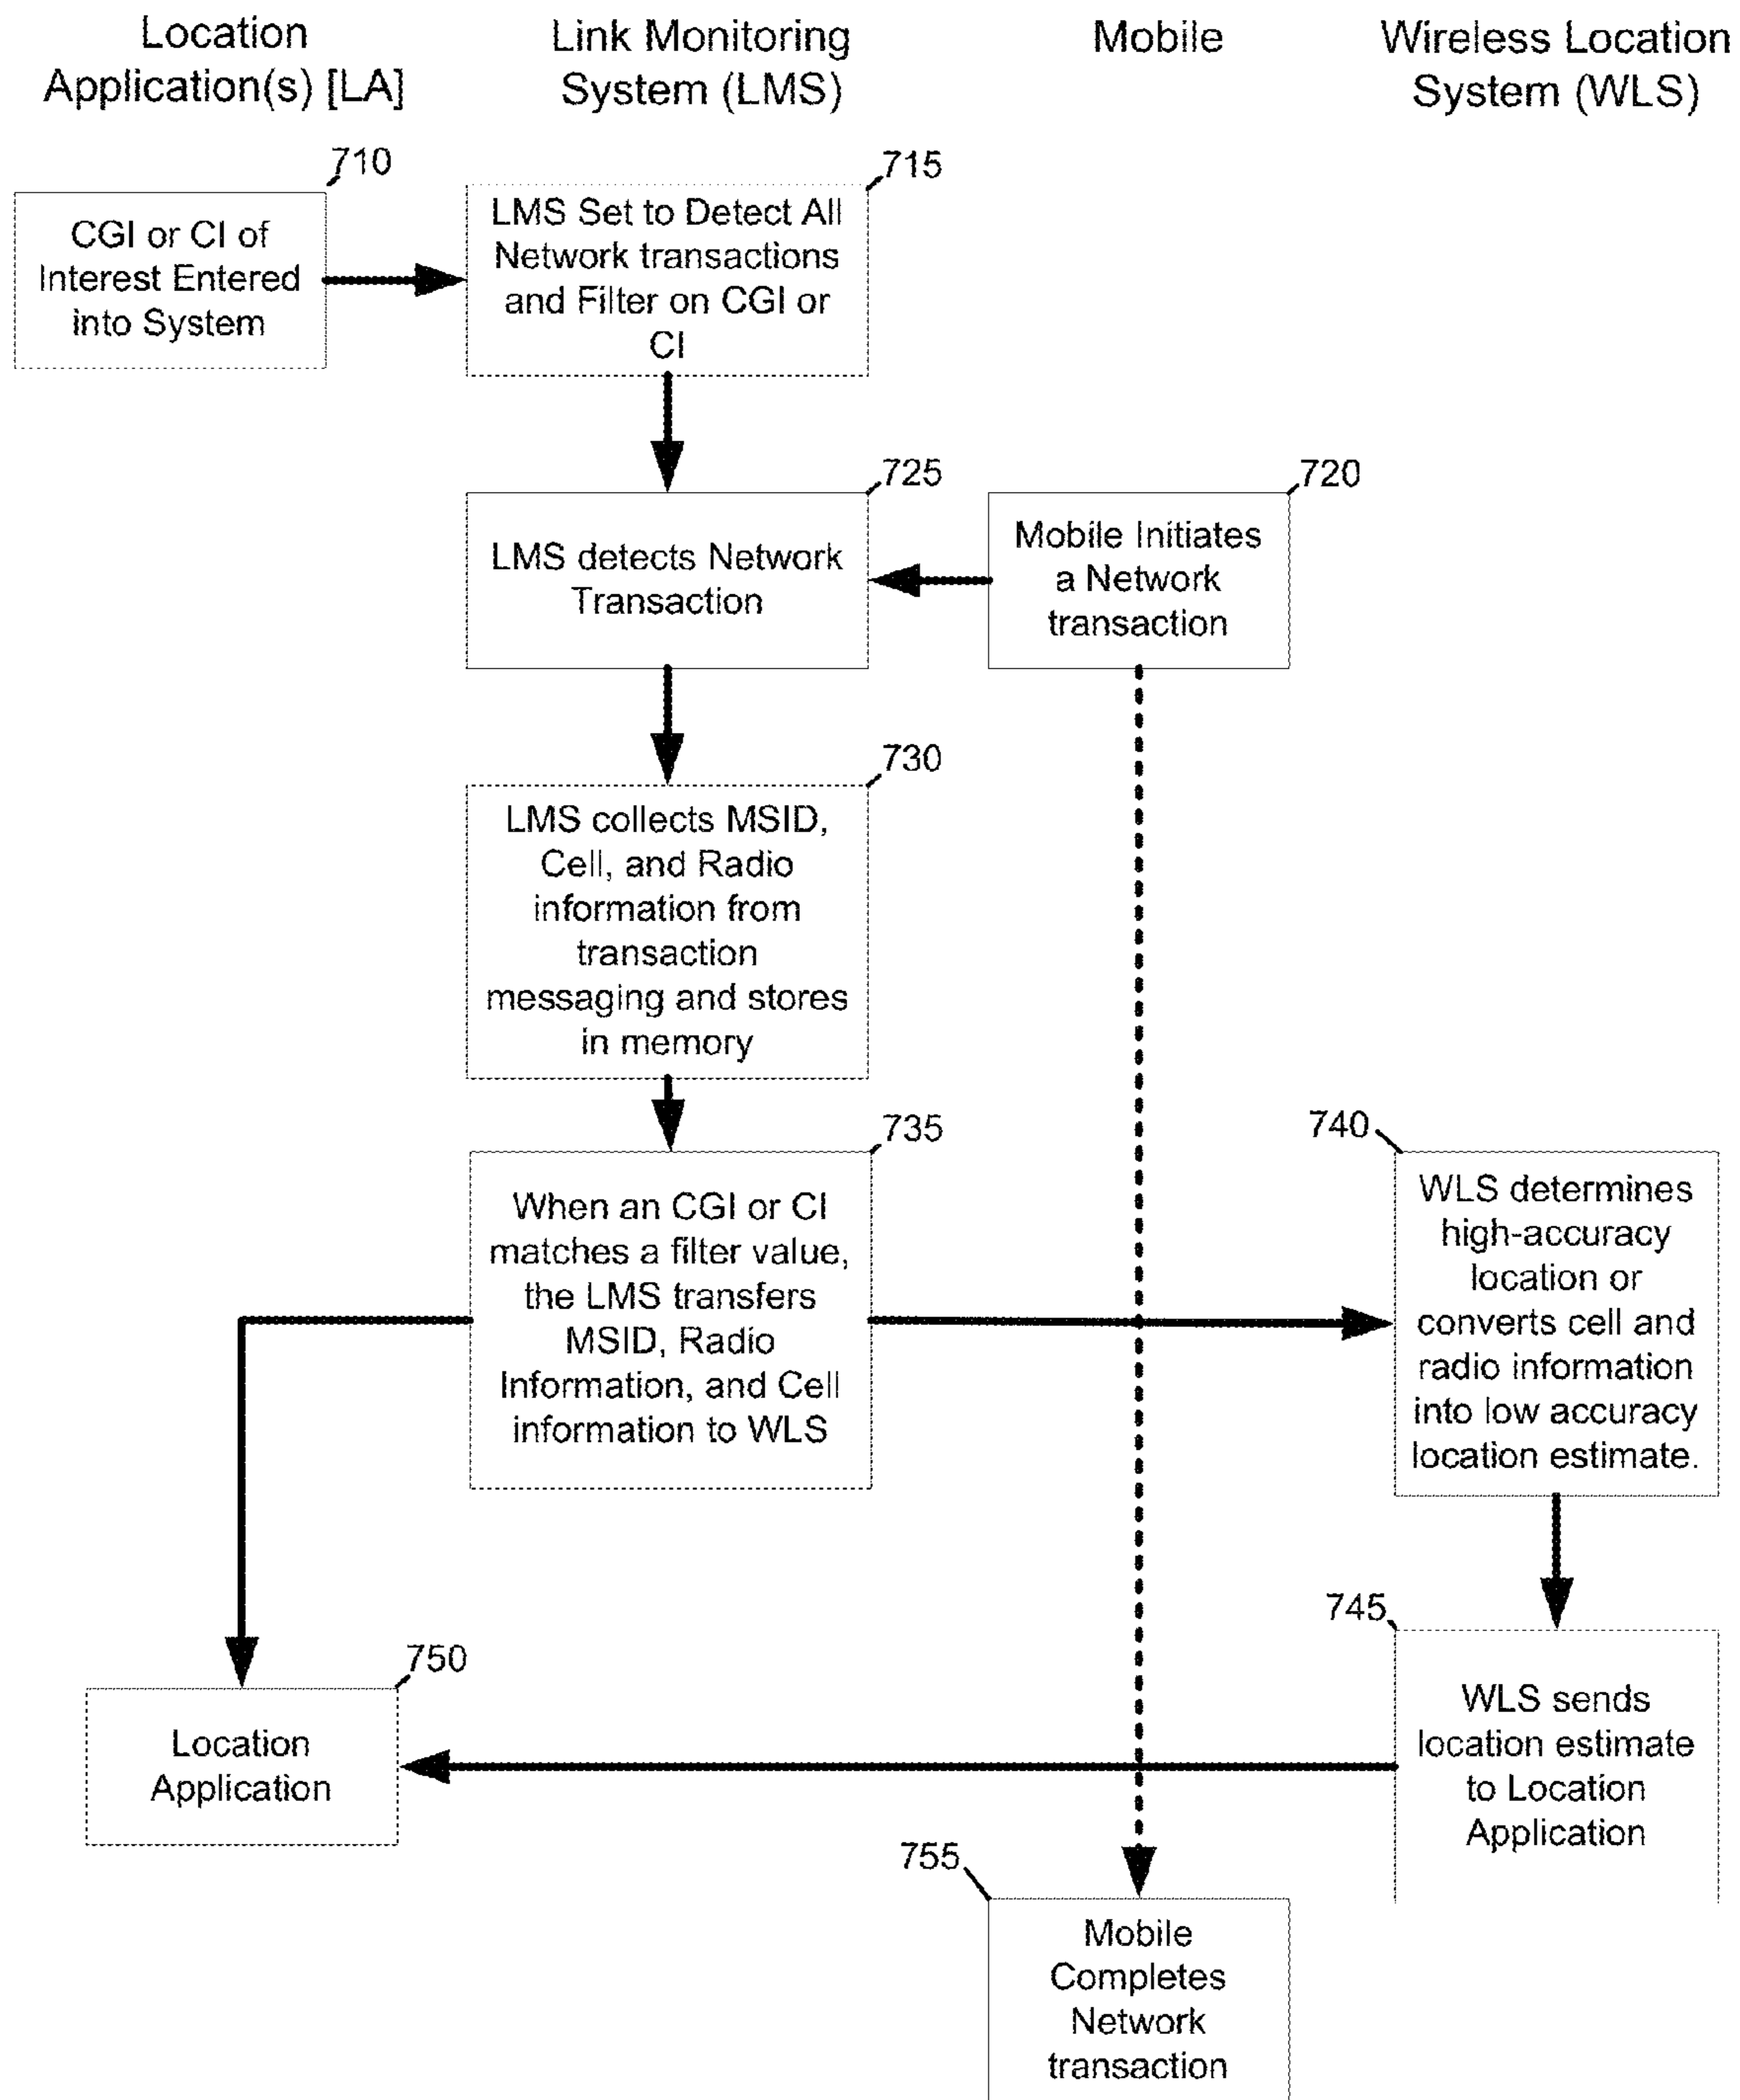 Location
Application(s) [LA]
Link Monitoring
System (LMS)
Mobile
Wireless Location
System (WLS)
710
CGI or CI of
Interest Entered
into System
715
LMS Set to Detect All
Network transactions
and Filter on CGI or
CI
725
LMS detects Network
Transaction
720
Mobile Initiates
a Network
transaction
730
LMS collects MSID,
Cell, and Radio
information from
transaction
messaging and stores
in memory
735
When an CGI or CI
matches a filter value,
the LMS transfers
MSID, Radio
Information, and Cell
information to WLS
740
WLS determines
high-accuracy
location or
converts cell and
radio information
into low accuracy
location estimate.
745
WLS sends
location estimate
to Location
Application
750
Location
Application
755
Mobile
Completes
Network
transaction